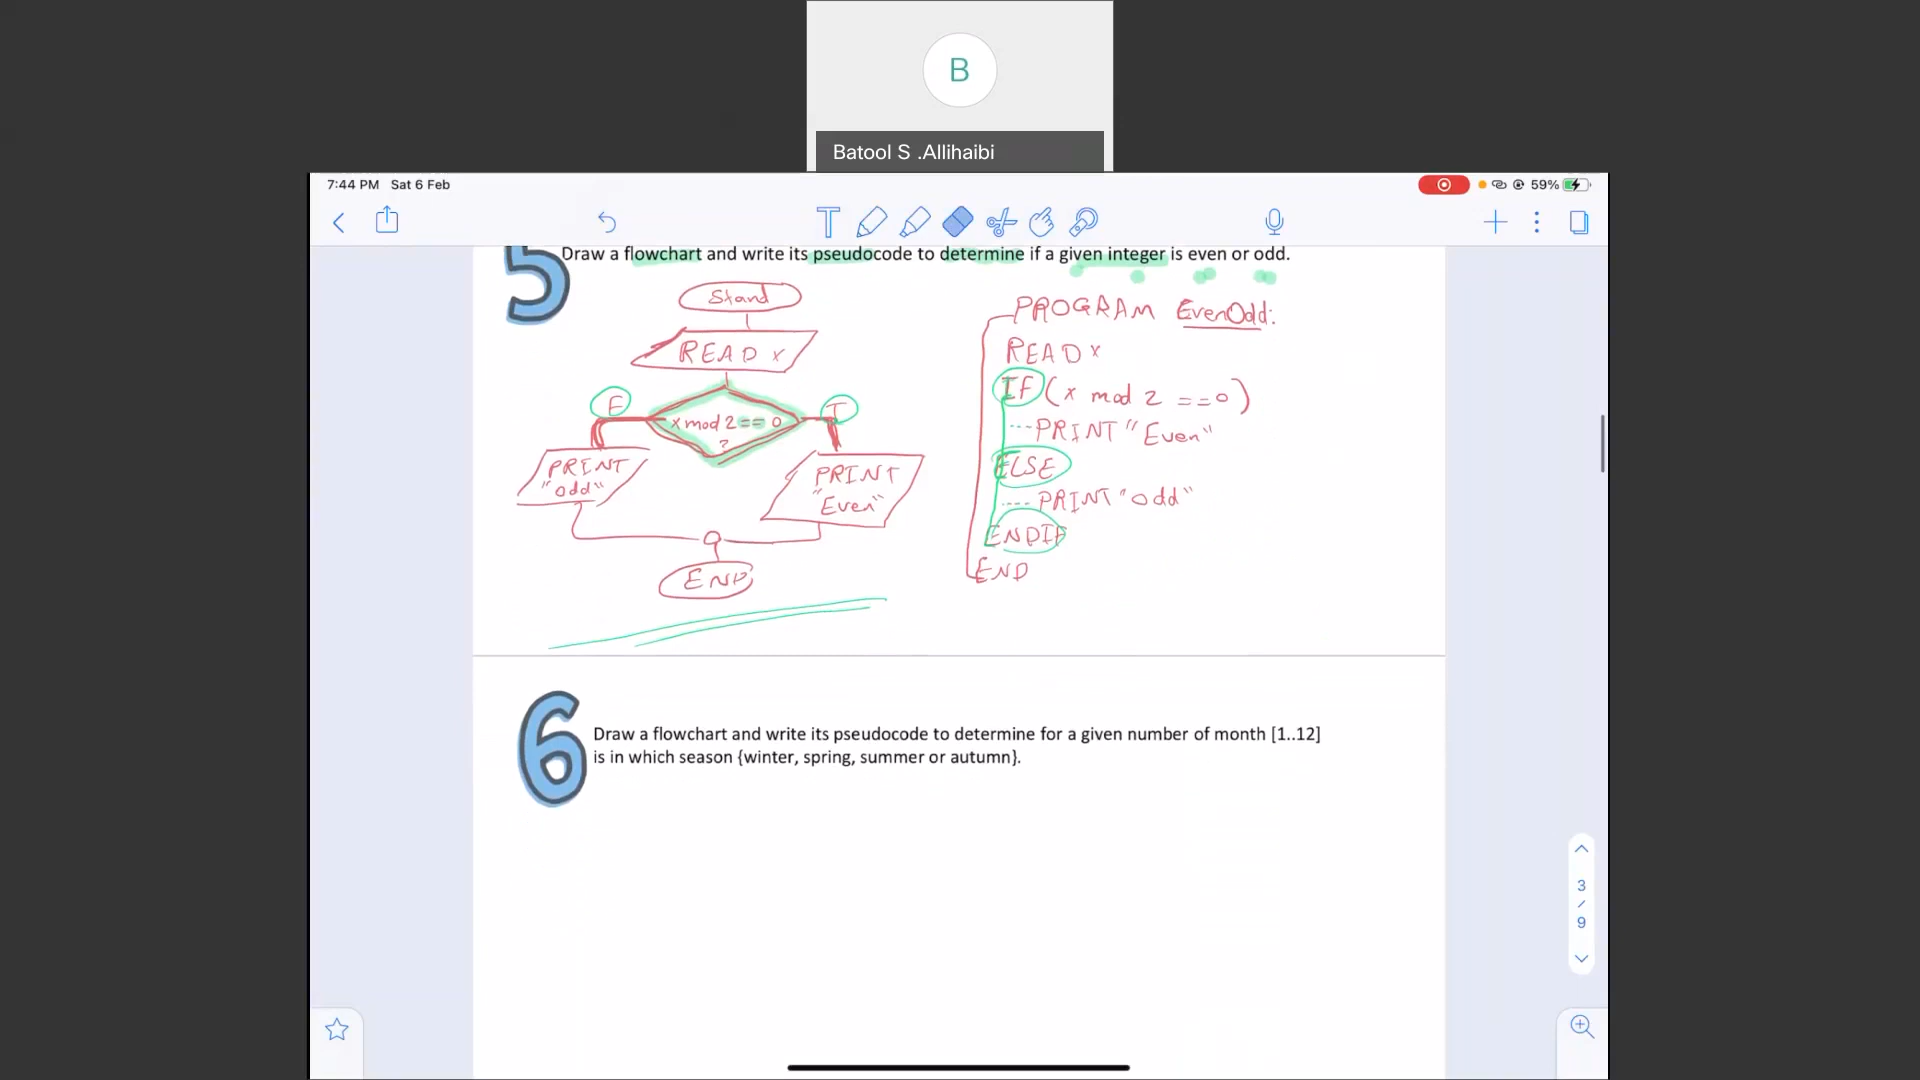 B
Batool S .Allihaibi
7:44 PM Sat 6 Feb
59%
T
5
Draw a flowchart and write its pseudocode to determine if a given integer is even or odd.
Stand
READ x
F
T
x mod 2 == 0
?
PRINT
"odd"
PRINT
"Even"
END
PROGRAM EvenOdd:
READ x
IF (x mod 2 ==0)
PRINT "Even"
ELSE
PRINT "odd"
ENDIF
END
6
Draw a flowchart and write its pseudocode to determine for a given number of month [1..12]
is in which season {winter, spring, summer or autumn}.
3
/
9